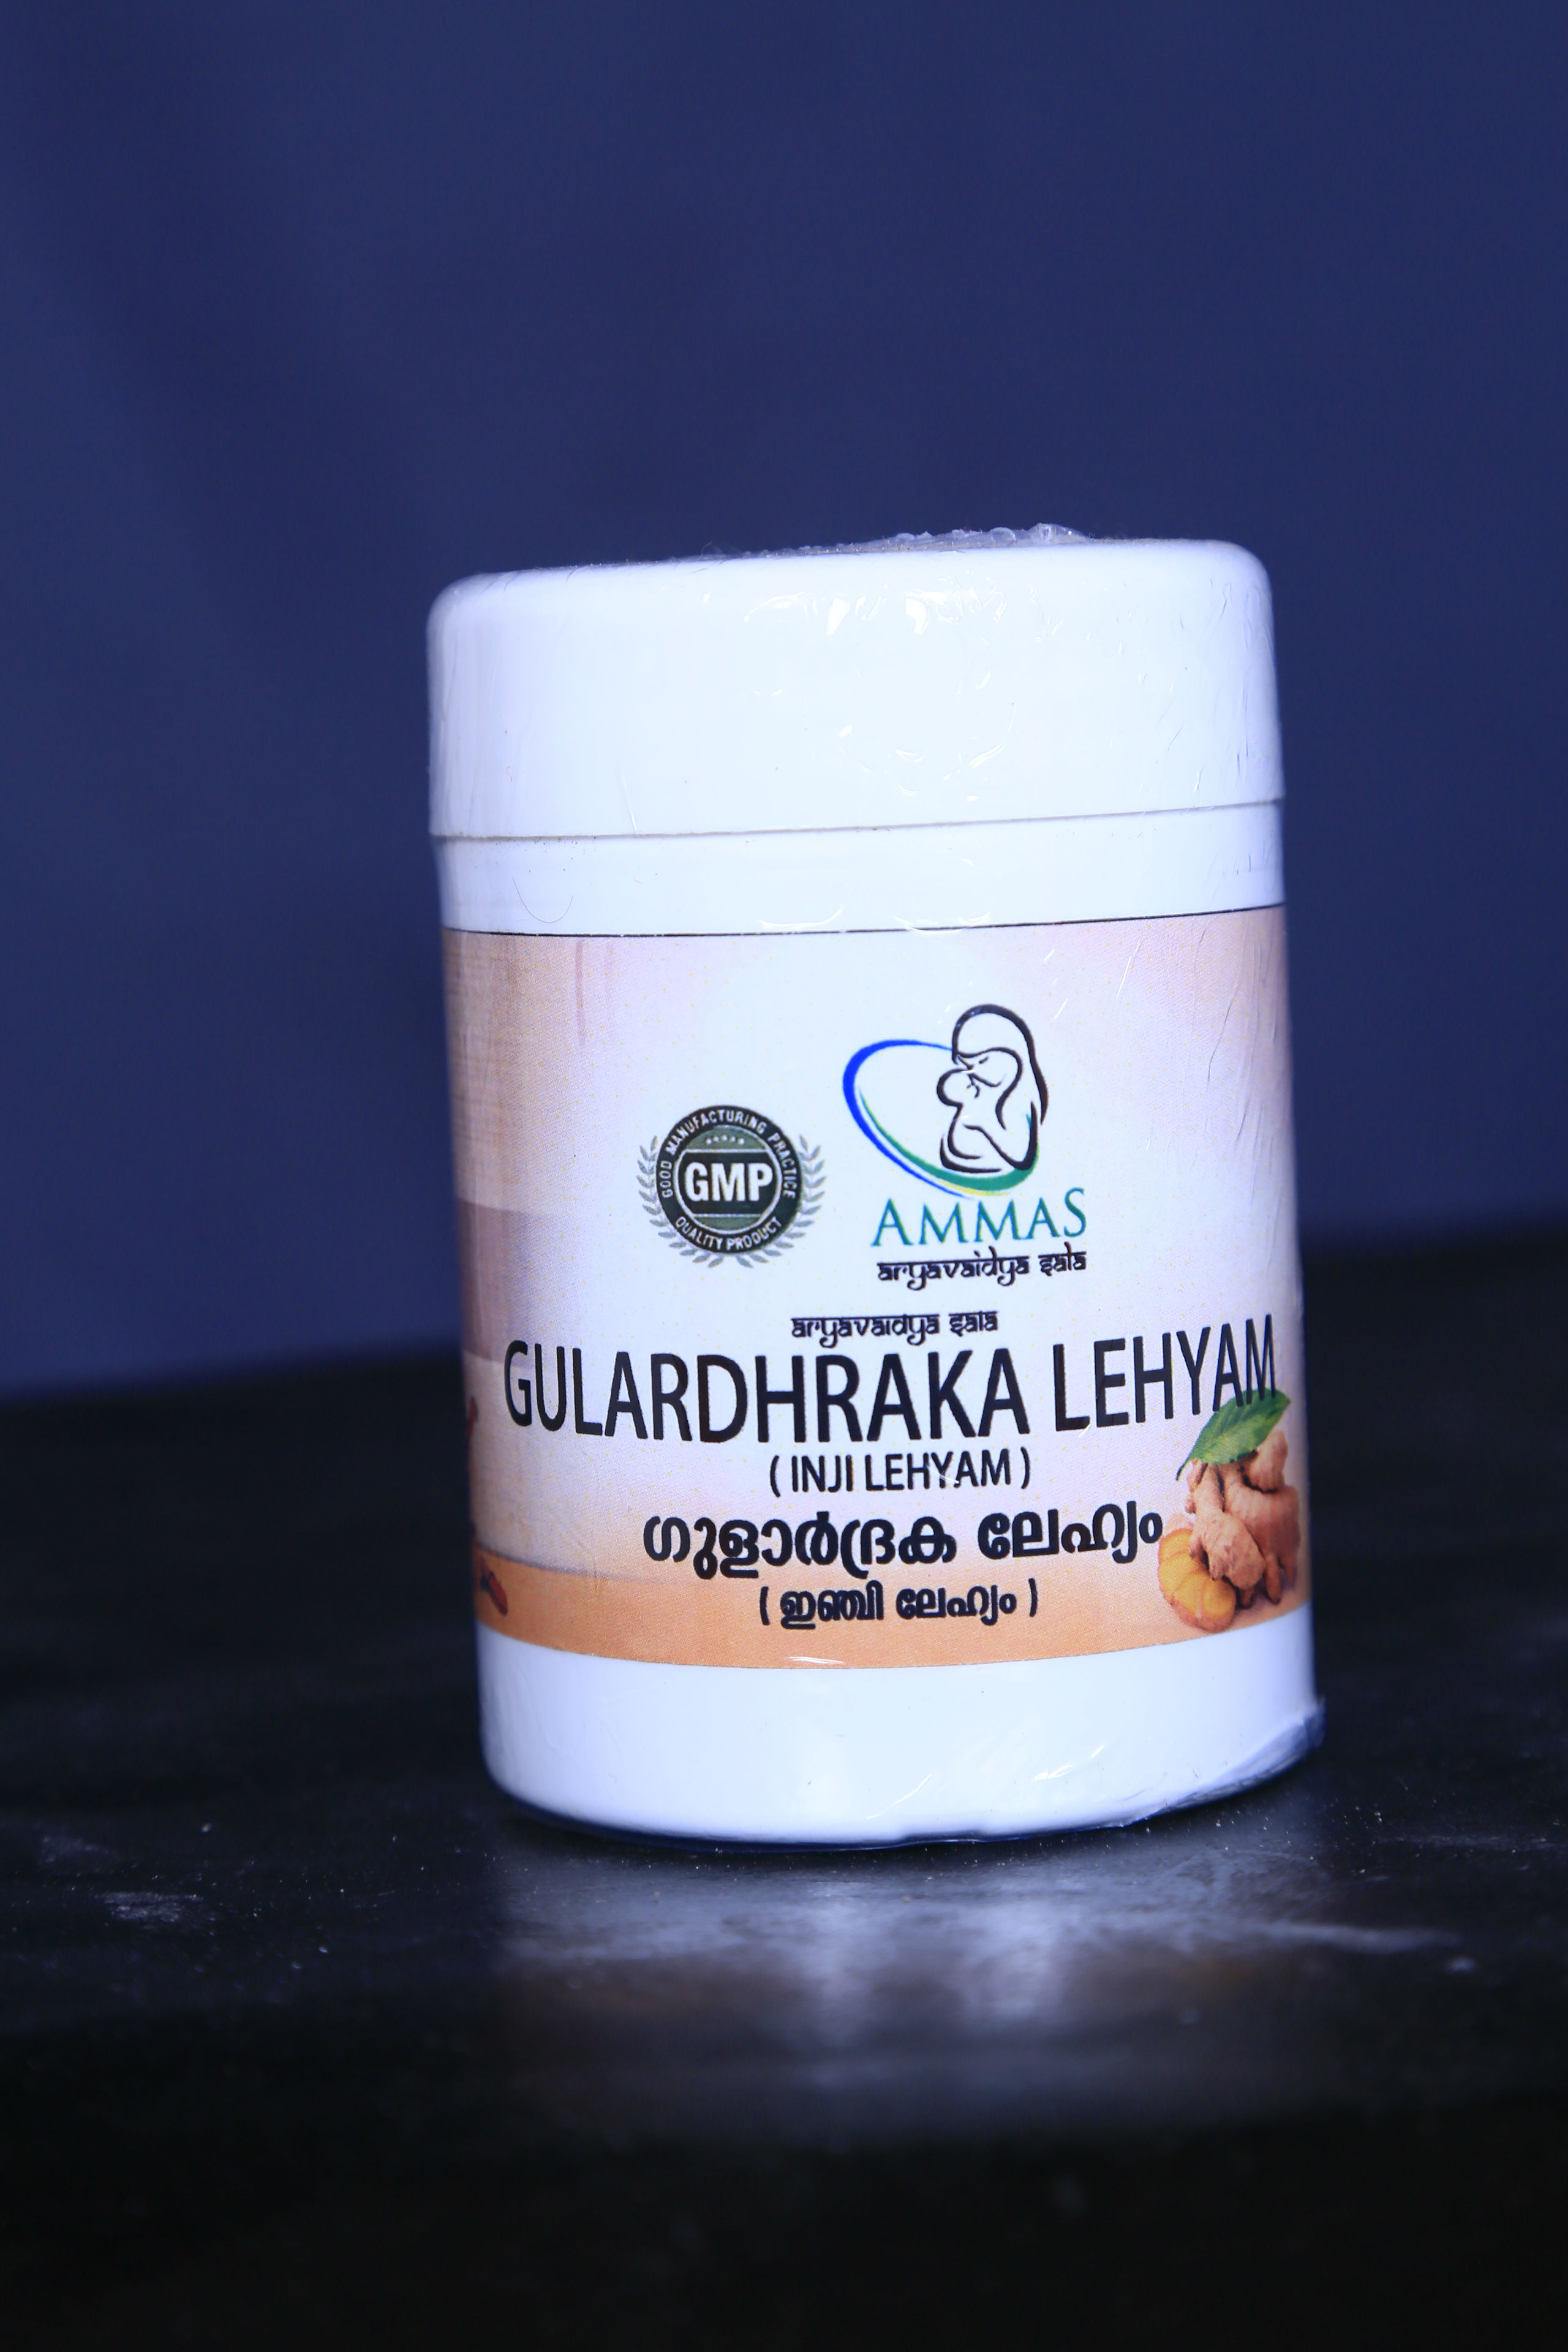 GOOD MANUFACTURING PRACTICE
GMP
QUALITY PRODUCT
AMMAS
aryavaidya sala
aryavaidya sala
GULARDHRAKA LEHYAM
( INJI LEHYAM )
ഗുളാർദ്രക ലേഹ്യം
( ഇഞ്ചി ലേഹ്യം )